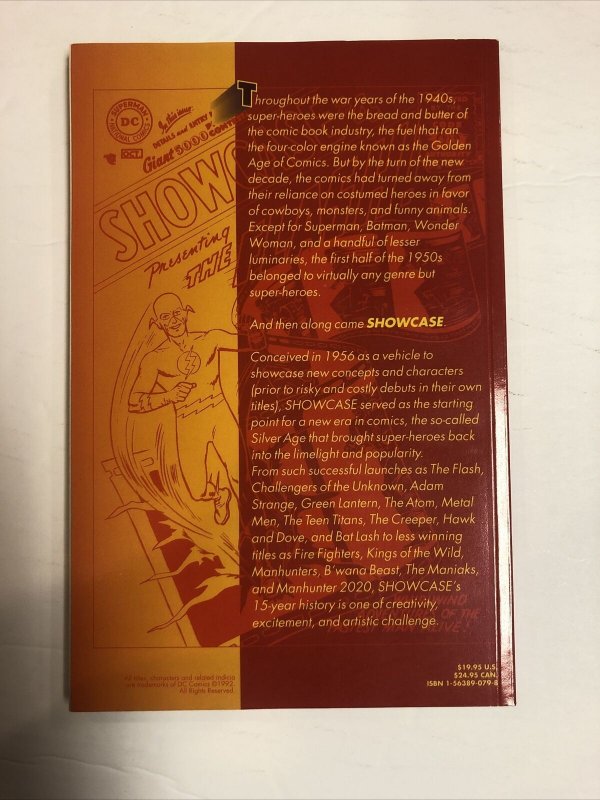 Throughout the war years of the 1940s,
super-heroes were the bread and butter of
the comic book industry, the fuel that ran
the four-color engine known as the Golden
Age of Comics. But by the turn of the new
decade, the comics had turned away from
their reliance on costumed heroes in favor
of cowboys, monsters, and funny animals.
Except for Superman, Batman, Wonder
Woman, and a handful of lesser
luminaries, the first half of the 1950s
belonged to virtually any genre but
super-heroes.
And then along came SHOWCASE.
Conceived in 1956 as a vehicle to
showcase new concepts and characters
(prior to risky and costly debuts in their own
titles), SHOWCASE served as the starting
point for a new era in comics, the so-called
Silver Age that brought super-heroes back
into the limelight and popularity.
From such successful launches as The Flash,
Challengers of the Unknown, Adam
Strange, Green Lantern, The Atom, Metal
Men, The Teen Titans, The Creeper, Hawk
and Dove, and Bat Lash to less winning
titles as Fire Fighters, Kings of the Wild,
Manhunters, B'wana Beast, The Maniaks,
and Manhunter 2020, SHOWCASE's
15-year history is one of creativity,
excitement, and artistic challenge.
SUPERMAN
DC
NATIONAL COMICS
OCT.
In this issue:
DETAILS and ENTRY
Giant 5000 CONTES
SHOWC
Presenting
THE
All titles, characters and related indicia
are trademarks of DC Comics ©1992.
All Rights Reserved.
$19.95 U.S.
$24.95 CAN.
ISBN 1-56389-079-8